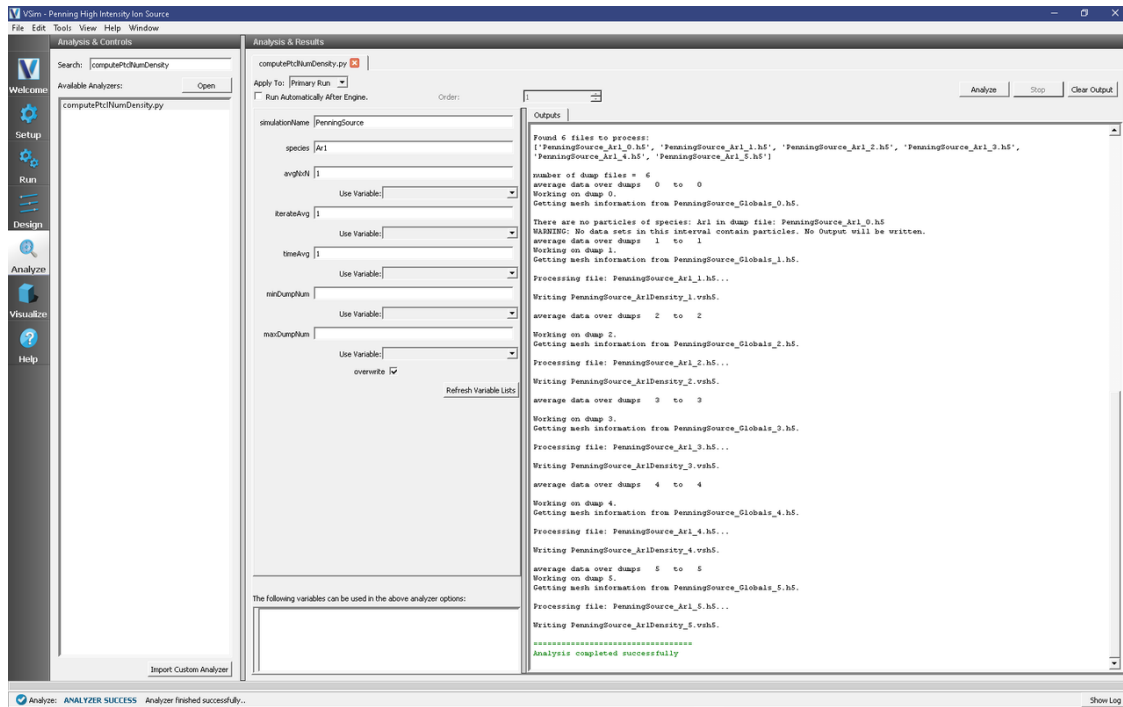 VSim - Penning High Intensity Ion Source
File Edit Tools View Help Window
Analysis & Controls
Analysis & Results
Welcome
Setup
Run
Design
Analyze
Visualize
Help
Search: computePtclNumDensity
Available Analyzers:
Open
computePtclNumDensity.py
Import Custom Analyzer
computePtclNumDensity.py
Apply To: Primary Run
Run Automatically After Engine.
Order: 1
Analyze
Stop
Clear Output
simulationName PenningSource
species Ar1
avgNxN 1
Use Variable:
iterateAvg 1
Use Variable:
timeAvg 1
Use Variable:
minDumpNum
Use Variable:
maxDumpNum
Use Variable:
overwrite
Refresh Variable Lists
The following variables can be used in the above analyzer options:
Outputs
Found 6 files to process:
['PenningSource_Ar1_0.h5', 'PenningSource_Ar1_1.h5', 'PenningSource_Ar1_2.h5', 'PenningSource_Ar1_3.h5',
'PenningSource_Ar1_4.h5', 'PenningSource_Ar1_5.h5']
number of dump files = 6
average data over dumps 0 to 0
Working on dump 0.
Getting mesh information from PenningSource_Globals_0.h5.
There are no particles of species: Ar1 in dump file: PenningSource_Ar1_0.h5
WARNING: No data sets in this interval contain particles. No Output will be written.
average data over dumps 1 to 1
Working on dump 1.
Getting mesh information from PenningSource_Globals_1.h5.
Processing file: PenningSource_Ar1_1.h5...
Writing PenningSource_Ar1Density_1.vsh5.
average data over dumps 2 to 2
Working on dump 2.
Getting mesh information from PenningSource_Globals_2.h5.
Processing file: PenningSource_Ar1_2.h5...
Writing PenningSource_Ar1Density_2.vsh5.
average data over dumps 3 to 3
Working on dump 3.
Getting mesh information from PenningSource_Globals_3.h5.
Processing file: PenningSource_Ar1_3.h5...
Writing PenningSource_Ar1Density_3.vsh5.
average data over dumps 4 to 4
Working on dump 4.
Getting mesh information from PenningSource_Globals_4.h5.
Processing file: PenningSource_Ar1_4.h5...
Writing PenningSource_Ar1Density_4.vsh5.
average data over dumps 5 to 5
Working on dump 5.
Getting mesh information from PenningSource_Globals_5.h5.
Processing file: PenningSource_Ar1_5.h5...
Writing PenningSource_Ar1Density_5.vsh5.
=================================
Analysis completed successfully
Analyze: ANALYZER SUCCESS Analyzer finished successfully..
Show Log